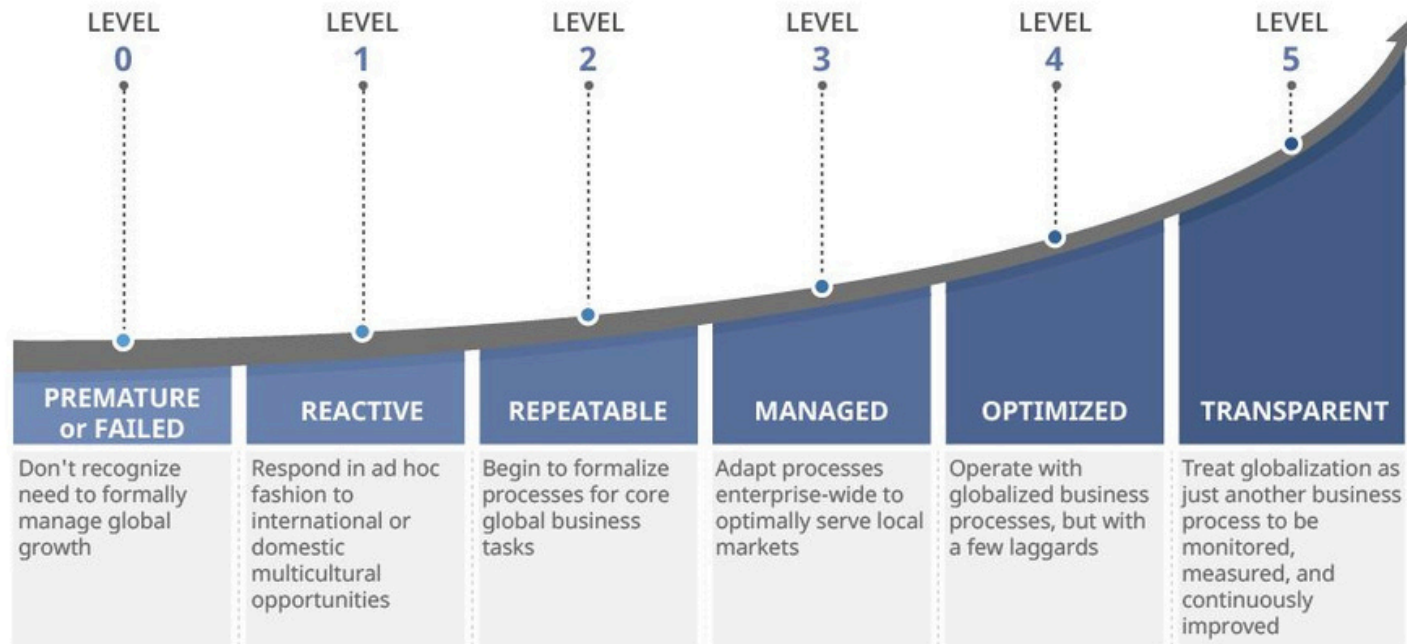 LEVEL
0
LEVEL
1
LEVEL
2
LEVEL
3
LEVEL
4
LEVEL
5
PREMATURE
or FAILED
REACTIVE
REPEATABLE
MANAGED
OPTIMIZED
TRANSPARENT
Don't recognize
need to formally
manage global
growth
Respond in ad hoc
fashion to
international or
domestic
multicultural
opportunities
Begin to formalize
processes for core
global business
tasks
Adapt processes
enterprise-wide to
optimally serve local
markets
Operate with
globalized business
processes, but with
a few laggards
Treat globalization as
just another business
process to be
monitored,
measured, and
continuously
improved